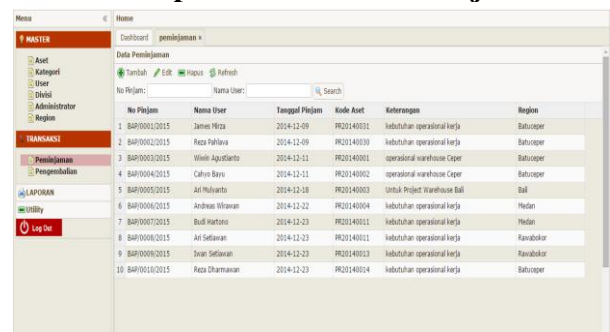 Menu
Home
MASTER
Aset
Kategori
User
Divisi
Administrator
Region
TRANSAKSI
Peminjaman
Pengembalian
LAPORAN
Utility
Log Out
Dashboard peminjaman ×
Data Peminjaman
Tambah Edit Hapus Refresh
No Pinjam: Nama User: Search
No Pinjam Nama User Tanggal Pinjam Kode Aset Keterangan Region
1 BAP/0001/2015 James Mirza 2014-12-09 PR20140031 kebutuhan operasional kerja Batuceper
2 BAP/0002/2015 Reza Pahlava 2014-12-09 PR20140030 kebutuhan operasional kerja Batuceper
3 BAP/0003/2015 Wiwin Agustianto 2014-12-11 PR20140001 operasional warehouse Ceper Batuceper
4 BAP/0004/2015 Cahyo Bayu 2014-12-11 PR20140002 operasional warehouse Ceper Batuceper
5 BAP/0005/2015 Ari Mulyanto 2014-12-18 PR20140003 Untuk Project Warehouse Bali Bali
6 BAP/0006/2015 Andreas Wirawan 2014-12-22 PR20140004 kebutuhan operasional kerja Medan
7 BAP/0007/2015 Budi Hartono 2014-12-23 PR20140011 kebutuhan operasional kerja Medan
8 BAP/0008/2015 Ari Setiawan 2014-12-23 PR20140011 kebutuhan operasional kerja Rawabokor
9 BAP/0009/2015 Iwan Setiawan 2014-12-23 PR20140013 kebutuhan operasional kerja Rawabokor
10 BAP/0010/2015 Reza Dharmawan 2014-12-23 PR20140014 kebutuhan operasional kerja Batuceper